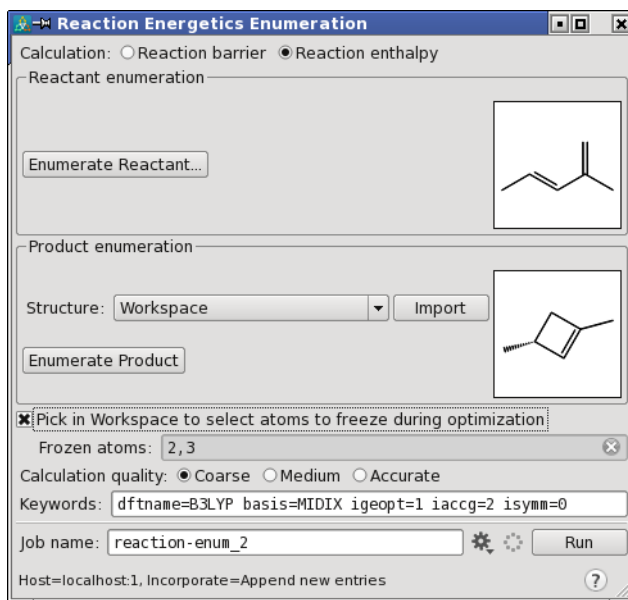 Reaction Energetics Enumeration
Calculation: Reaction barrier Reaction enthalpy
Reactant enumeration
Enumerate Reactant...
Product enumeration
Structure: Workspace Import
Enumerate Product
Pick in Workspace to select atoms to freeze during optimization
Frozen atoms: 2,3
Calculation quality: Coarse Medium Accurate
Keywords: dftname=B3LYP basis=MIDIX igeopt=1 iaccg=2 isymm=0
Job name: reaction-enum_2 Run
Host=localhost:1, Incorporate=Append new entries ?